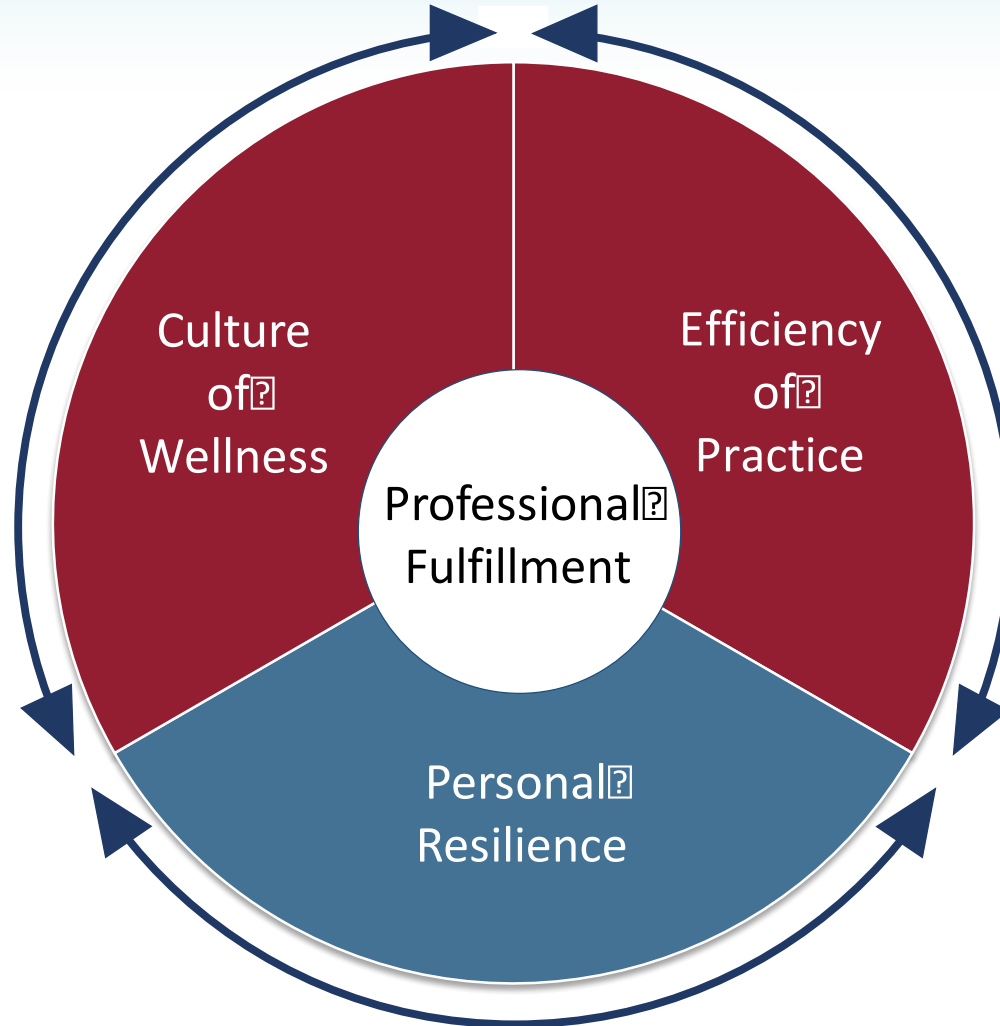 Culture
of⍰
Wellness
Efficiency
of⍰
Practice
Professional⍰
Fulfillment
Personal⍰
Resilience